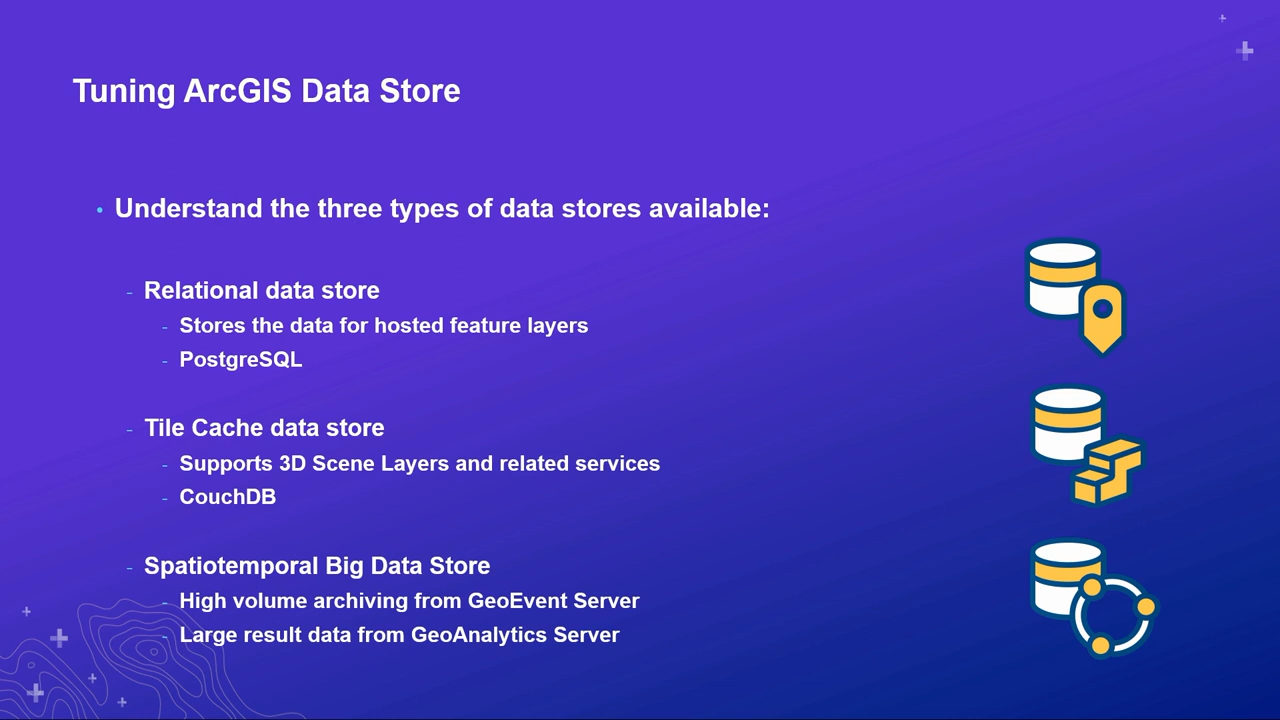 Tuning ArcGIS Data Store
• Understand the three types of data stores available:
- Relational data store
- Stores the data for hosted feature layers
- PostgreSQL
- Tile Cache data store
- Supports 3D Scene Layers and related services
- CouchDB
- Spatiotemporal Big Data Store
- High volume archiving from GeoEvent Server
- Large result data from GeoAnalytics Server